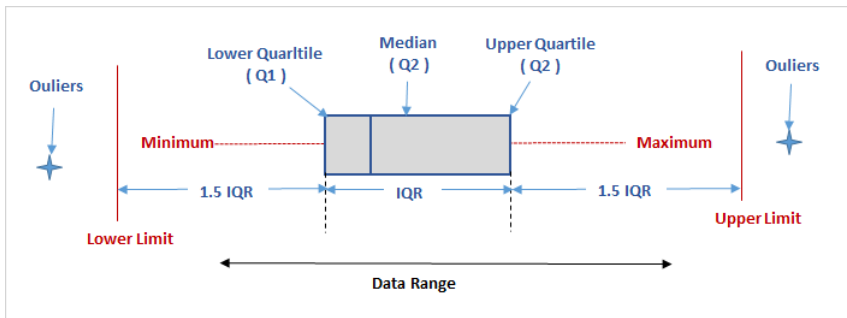 Ouliers
Lower Quarltile
( Q1 )
Median
( Q2 )
Upper Quartile
( Q2 )
Ouliers
Minimum
Maximum
1.5 IQR
IQR
1.5 IQR
Lower Limit
Upper Limit
Data Range